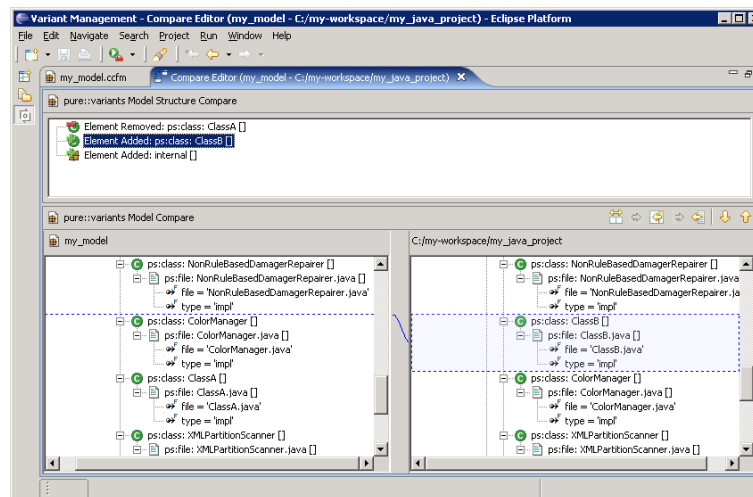 Variant Management - Compare Editor (my_model - C:/my-workspace/my_java_project) - Eclipse Platform
File Edit Navigate Search Project Run Window Help
my_model.ccfm
Compare Editor (my_model - C:/my-workspace/my_java_project)
pure::variants Model Structure Compare
Element Removed: ps:class: ClassA []
Element Added: ps:class: ClassB []
Element Added: internal []
pure::variants Model Compare
my_model
ps:class: NonRuleBasedDamagerRepairer []
ps:file: NonRuleBasedDamagerRepairer.java []
file = 'NonRuleBasedDamagerRepairer.java'
type = 'impl'
ps:class: ColorManager []
ps:file: ColorManager.java []
file = 'ColorManager.java'
type = 'impl'
ps:class: ClassA []
ps:file: ClassA.java []
file = 'ClassA.java'
type = 'impl'
ps:class: XMLPartitionScanner []
ps:file: XMLPartitionScanner.java []
C:/my-workspace/my_java_project
ps:class: NonRuleBasedDamagerRepairer []
ps:file: NonRuleBasedDamagerRepairer.java
file = 'NonRuleBasedDamagerRepairer.ja
type = 'impl'
ps:class: ClassB []
ps:file: ClassB.java []
file = 'ClassB.java'
type = 'impl'
ps:class: ColorManager []
ps:file: ColorManager.java []
file = 'ColorManager.java'
type = 'impl'
ps:class: XMLPartitionScanner []
ps:file: XMLPartitionScanner.java []